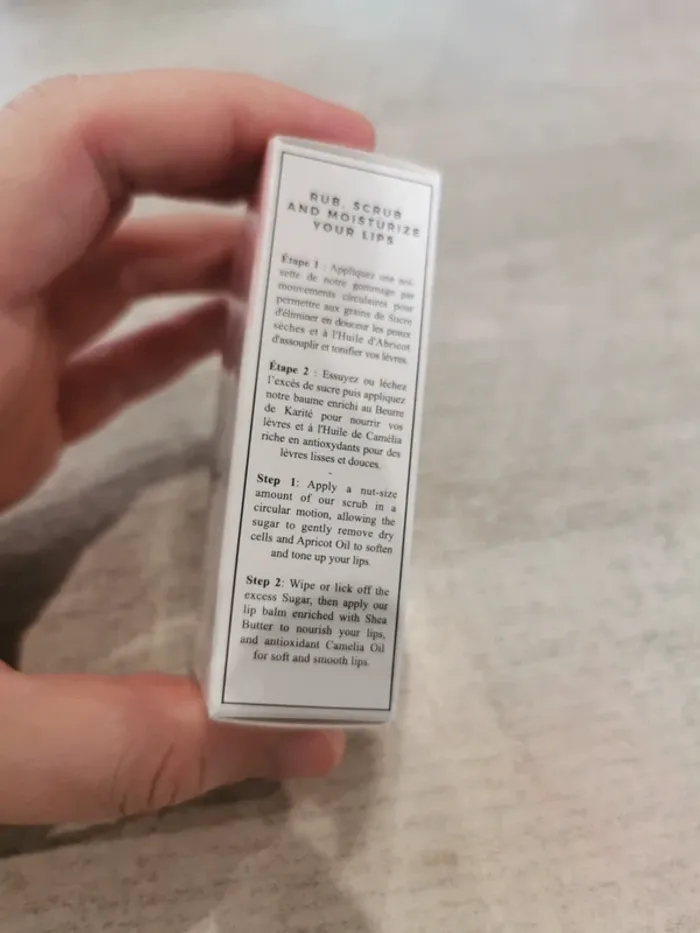 RUB, SCRUB
AND MOISTURIZE
YOUR LIPS
Étape 1 : Appliquez une noi-
sette de notre gommage par
mouvements circulaires pour
permettre aux grains de Sucre
d'éliminer en douceur les peaux
sèches et à l'Huile d'Abricot
d'assouplir et tonifier vos lèvres.
Étape 2 : Essuyez ou léchez
l'excès de sucre puis appliquez
notre baume enrichi au Beurre
de Karité pour nourrir vos
lèvres et à l'Huile de Camélia
riche en antioxydants pour des
lèvres lisses et douces.
-
Step 1: Apply a nut-size
amount of our scrub in a
circular motion, allowing the
sugar to gently remove dry
cells and Apricot Oil to soften
and tone up your lips.
Step 2: Wipe or lick off the
excess Sugar, then apply our
lip balm enriched with Shea
Butter to nourish your lips,
and antioxidant Camelia Oil
for soft and smooth lips.